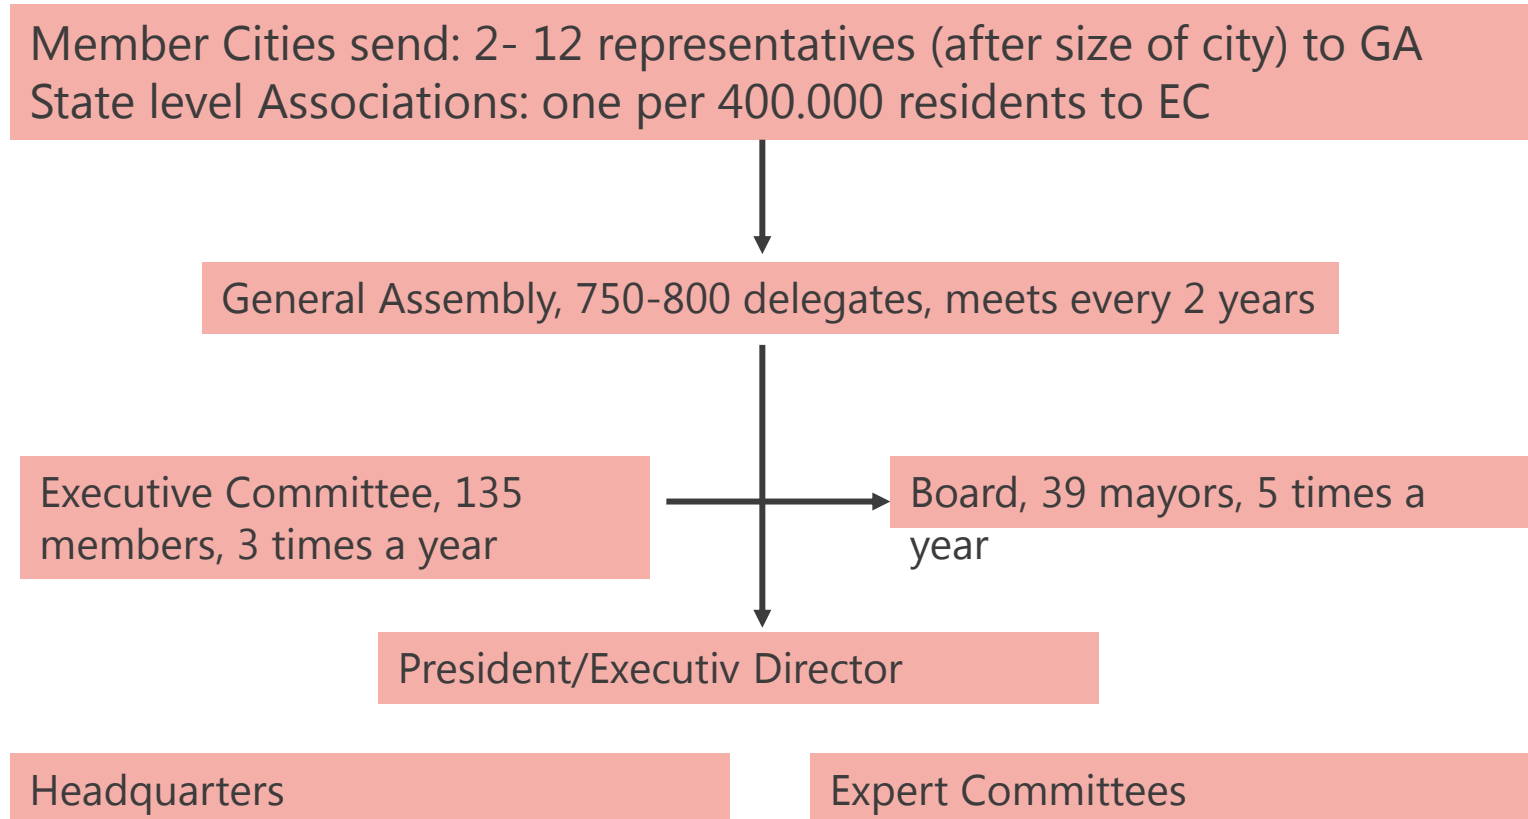 Member Cities send: 2- 12 representatives (after size of city) to GA
State level Associations: one per 400.000 residents to EC
General Assembly, 750-800 delegates, meets every 2 years
Executive Committee, 135
members, 3 times a year
Board, 39 mayors, 5 times a
year
President/Executiv Director
Headquarters
Expert Committees